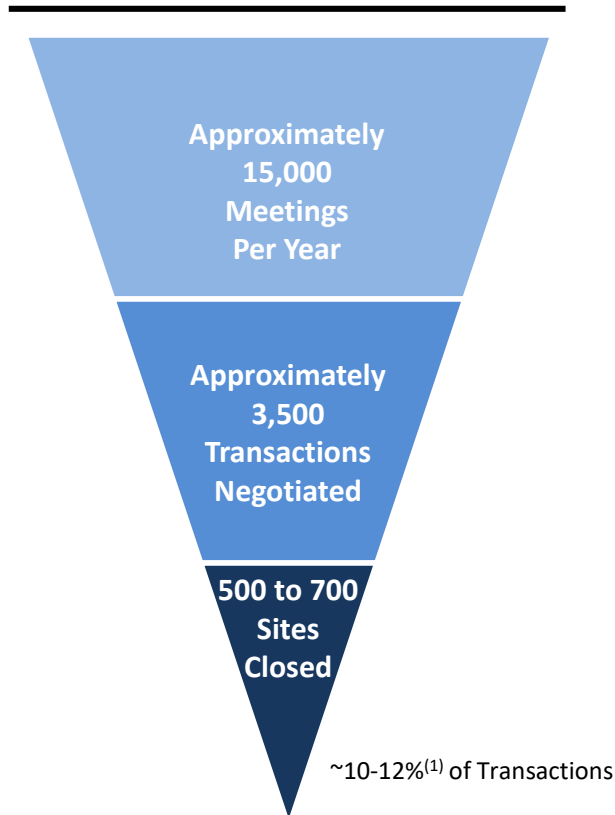 Approximately
15,000
Meetings
Per Year
Approximately
3,500
Transactions
Negotiated
500 to 700
Sites
Closed
~10-12%(1) of Transactions